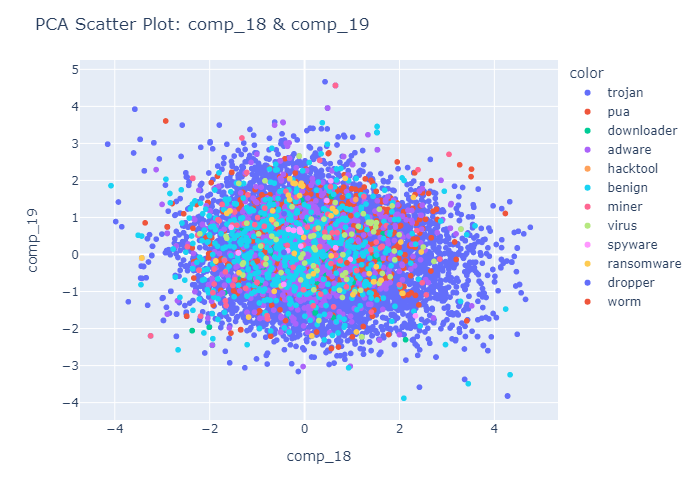 PCA Scatter Plot: comp_18 & comp_19
color
trojan
pua
downloader
adware
hacktool
benign
miner
virus
spyware
ransomware
dropper
worm
comp_19
5
4
3
2
1
0
−1
−2
−3
−4
−4
−2
0
2
4
comp_18